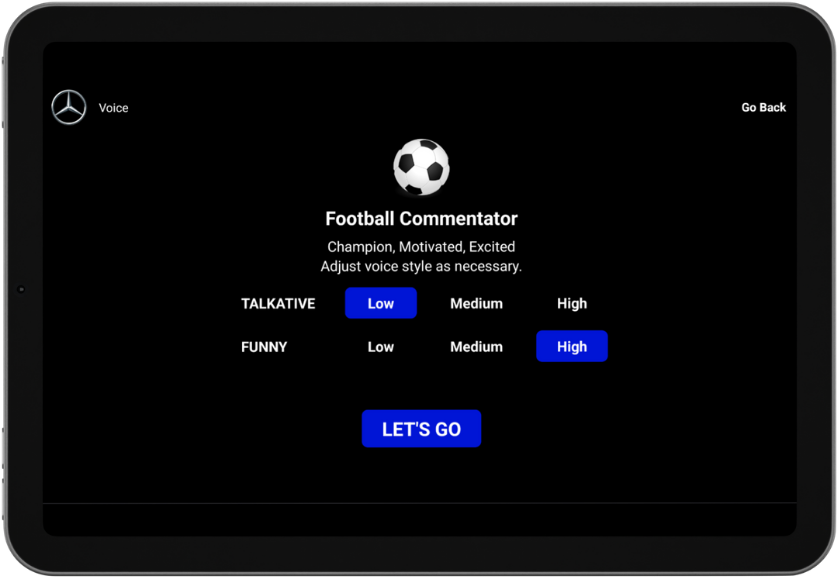 Voice
Go Back
Football Commentator
Champion, Motivated, Excited
Adjust voice style as necessary.
TALKATIVE Low Medium High
FUNNY Low Medium High
LET'S GO